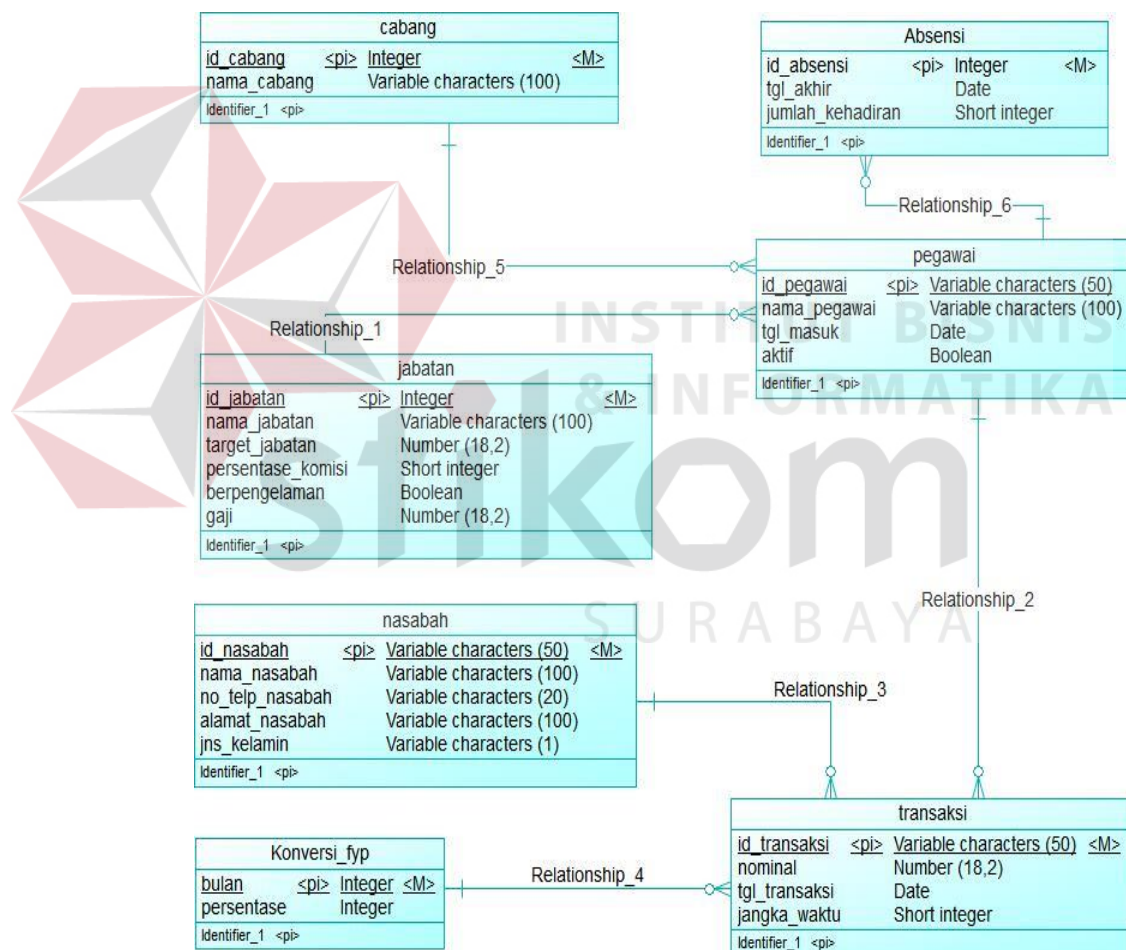 cabang
id_cabang <pi> Integer <M>
nama_cabang Variable characters (100)
Identifier_1 <pi>
Absensi
id_absensi <pi> Integer <M>
tgl_akhir Date
jumlah_kehadiran Short integer
Identifier_1 <pi>
Relationship_6
Relationship_5
pegawai
id_pegawai <pi> Variable characters (50)
nama_pegawai Variable characters (100)
tgl_masuk Date
aktif Boolean
Identifier_1 <pi>
Relationship_1
INSTITUT BISNIS
& INFORMATIKA
stikom
SURABAYA
jabatan
id_jabatan <pi> Integer <M>
nama_jabatan Variable characters (100)
target_jabatan Number (18,2)
persentase_komisi Short integer
berpengelaman Boolean
gaji Number (18,2)
Identifier_1 <pi>
Relationship_2
nasabah
id_nasabah <pi> Variable characters (50) <M>
nama_nasabah Variable characters (100)
no_telp_nasabah Variable characters (20)
alamat_nasabah Variable characters (100)
jns_kelamin Variable characters (1)
Identifier_1 <pi>
Relationship_3
transaksi
id_transaksi <pi> Variable characters (50) <M>
nominal Number (18,2)
tgl_transaksi Date
jangka_waktu Short integer
Identifier_1 <pi>
Relationship_4
Konversi_fyp
bulan <pi> Integer <M>
persentase Integer
Identifier_1 <pi>